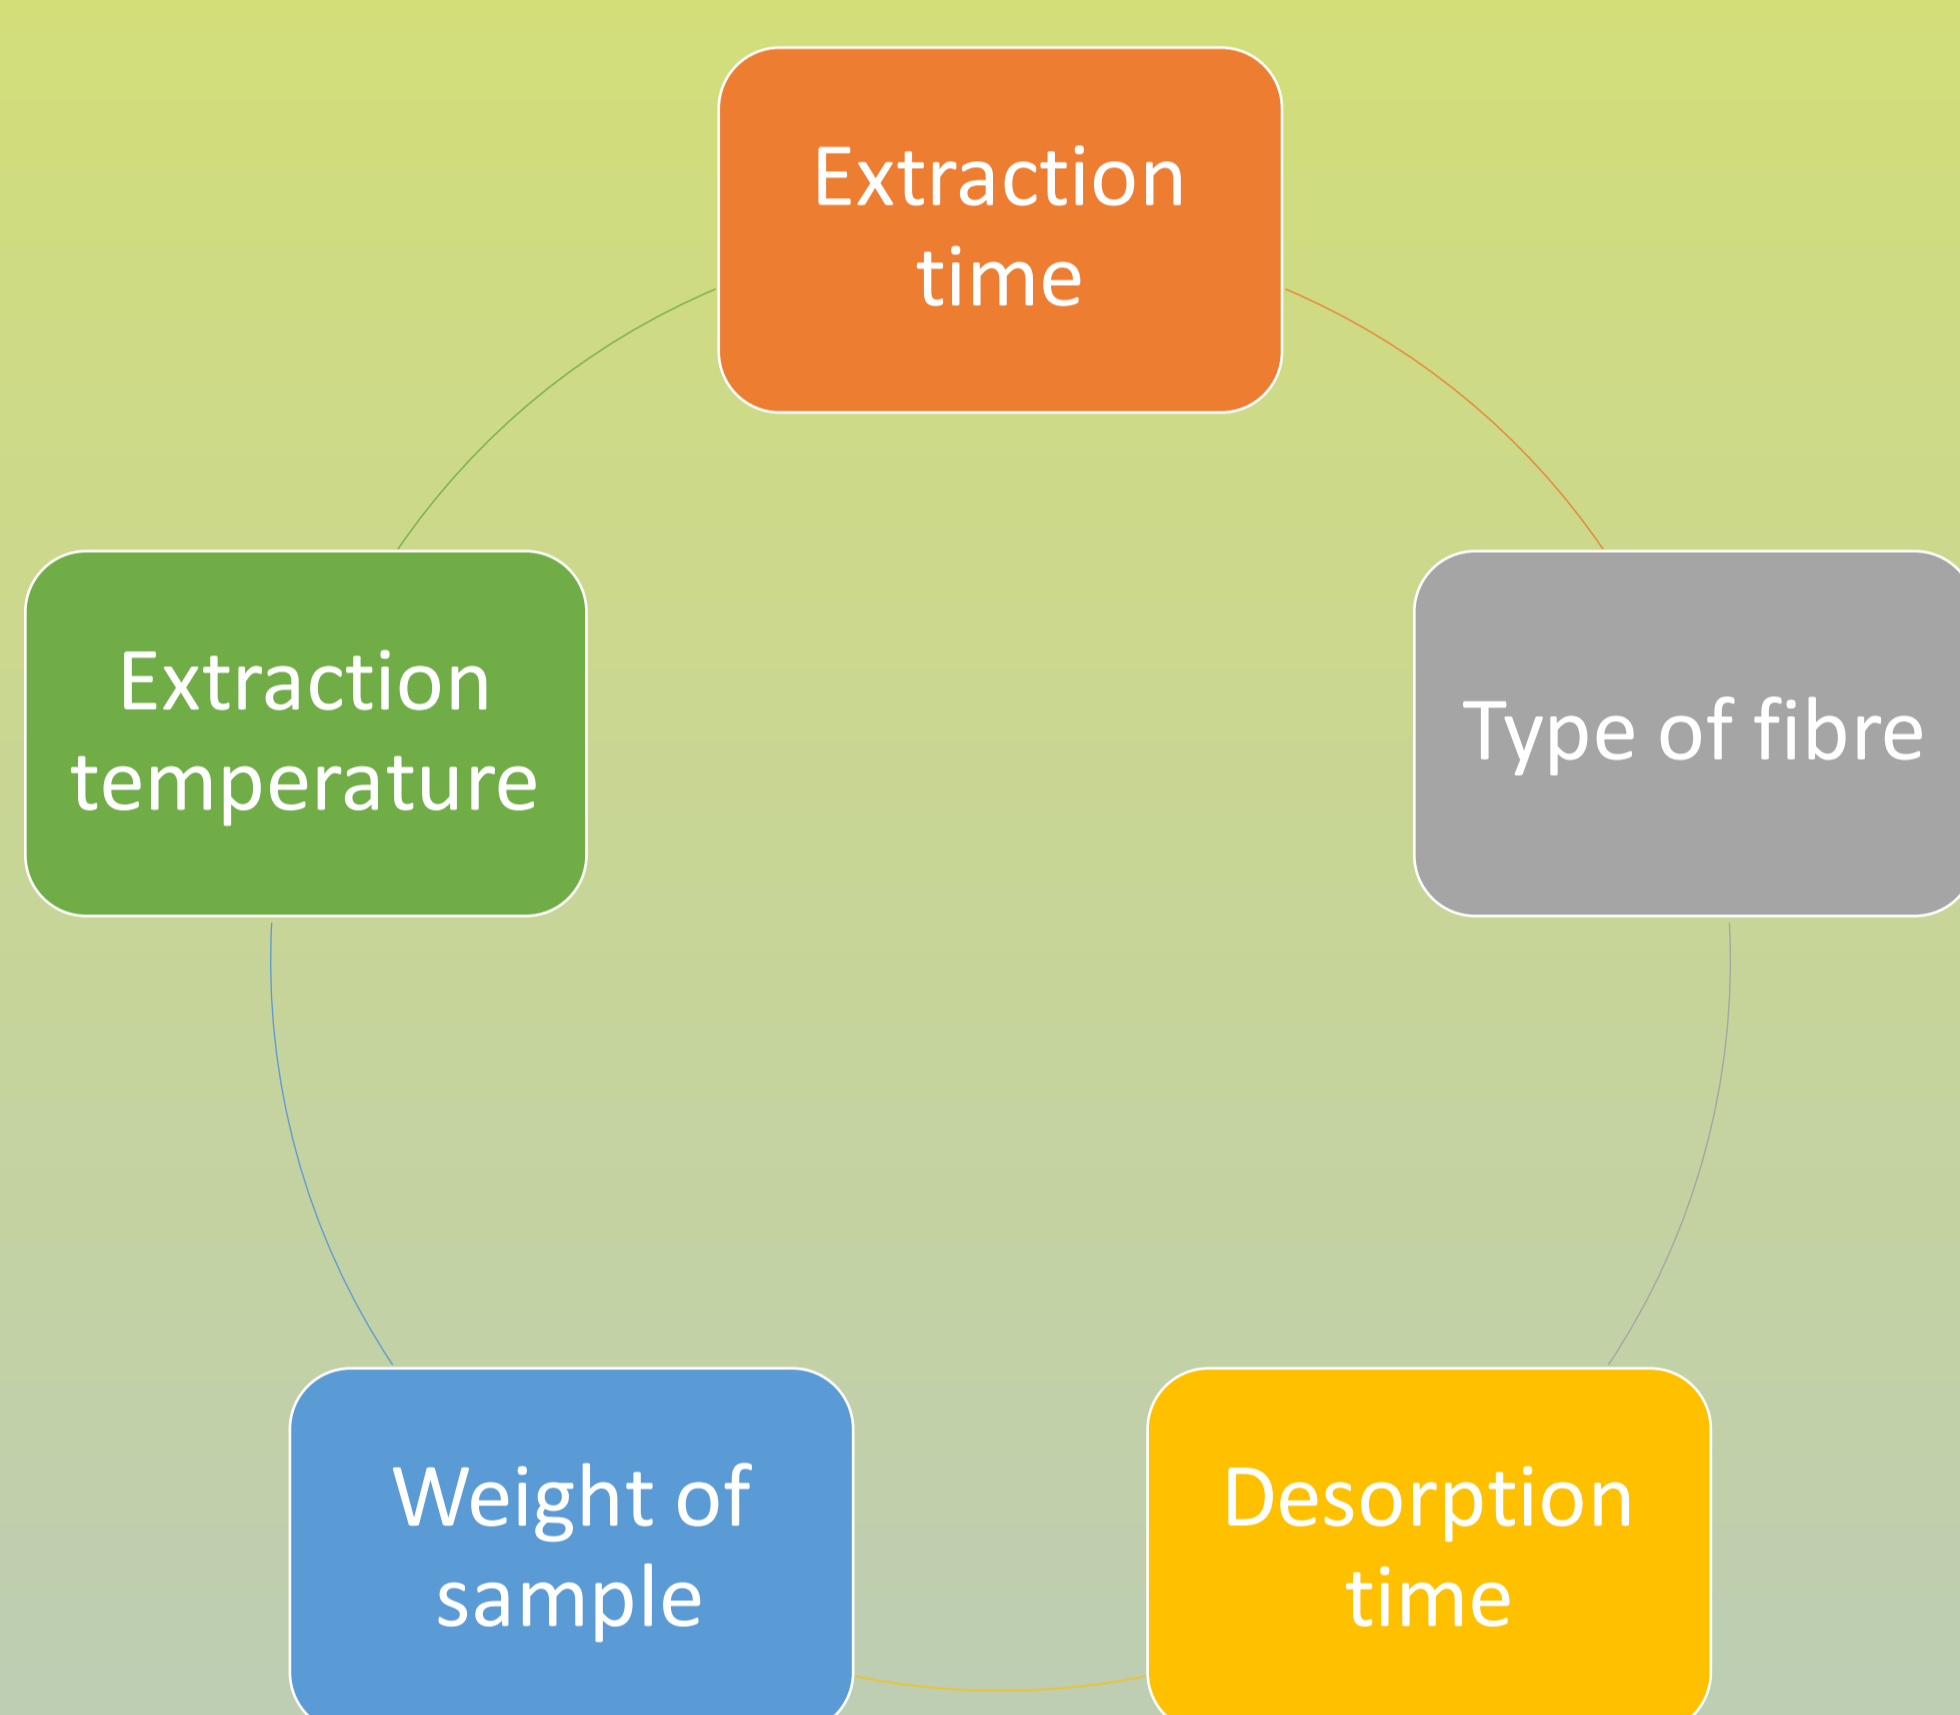 Extraction
time
Extraction
temperature
Type of fibre
Weight of
sample
Desorption
time